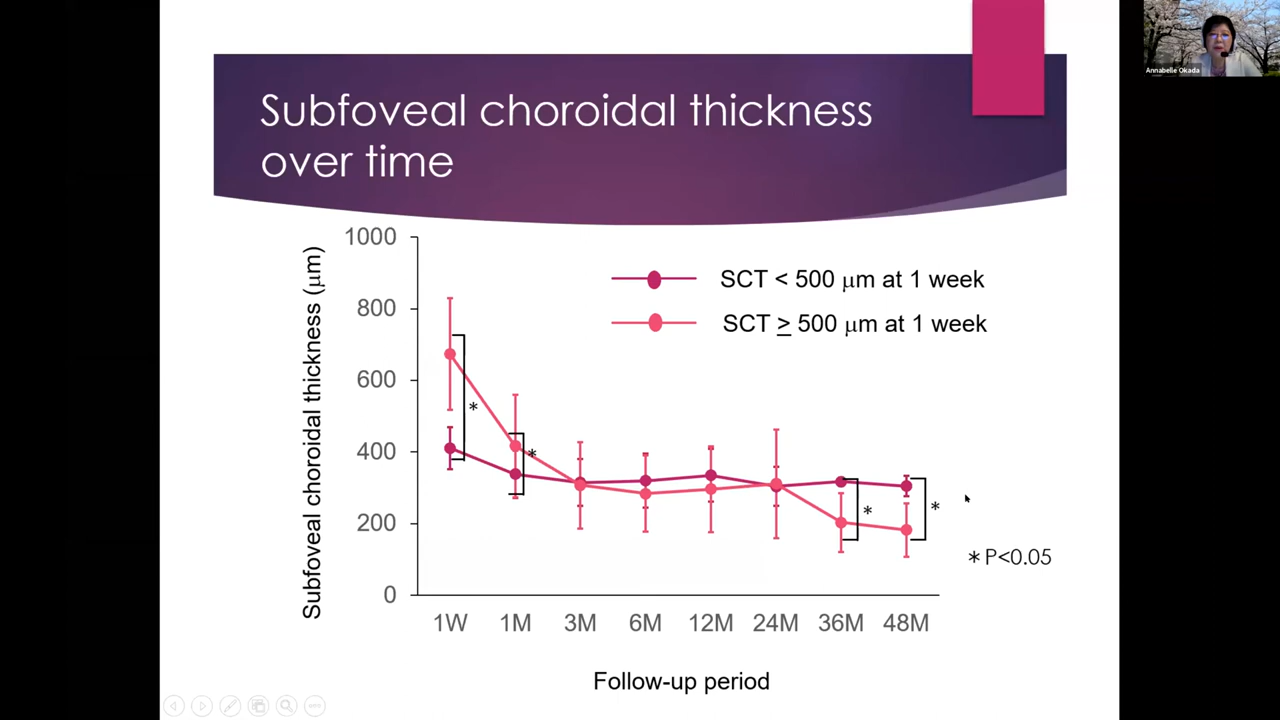 Annabelle Okada
Subfoveal choroidal thickness
over time
Subfoveal choroidal thickness (μm)
1000
800
600
400
200
0
SCT < 500 μm at 1 week
SCT ≥ 500 μm at 1 week
*
*
*
*
* P<0.05
1W 1M 3M 6M 12M 24M 36M 48M
Follow-up period